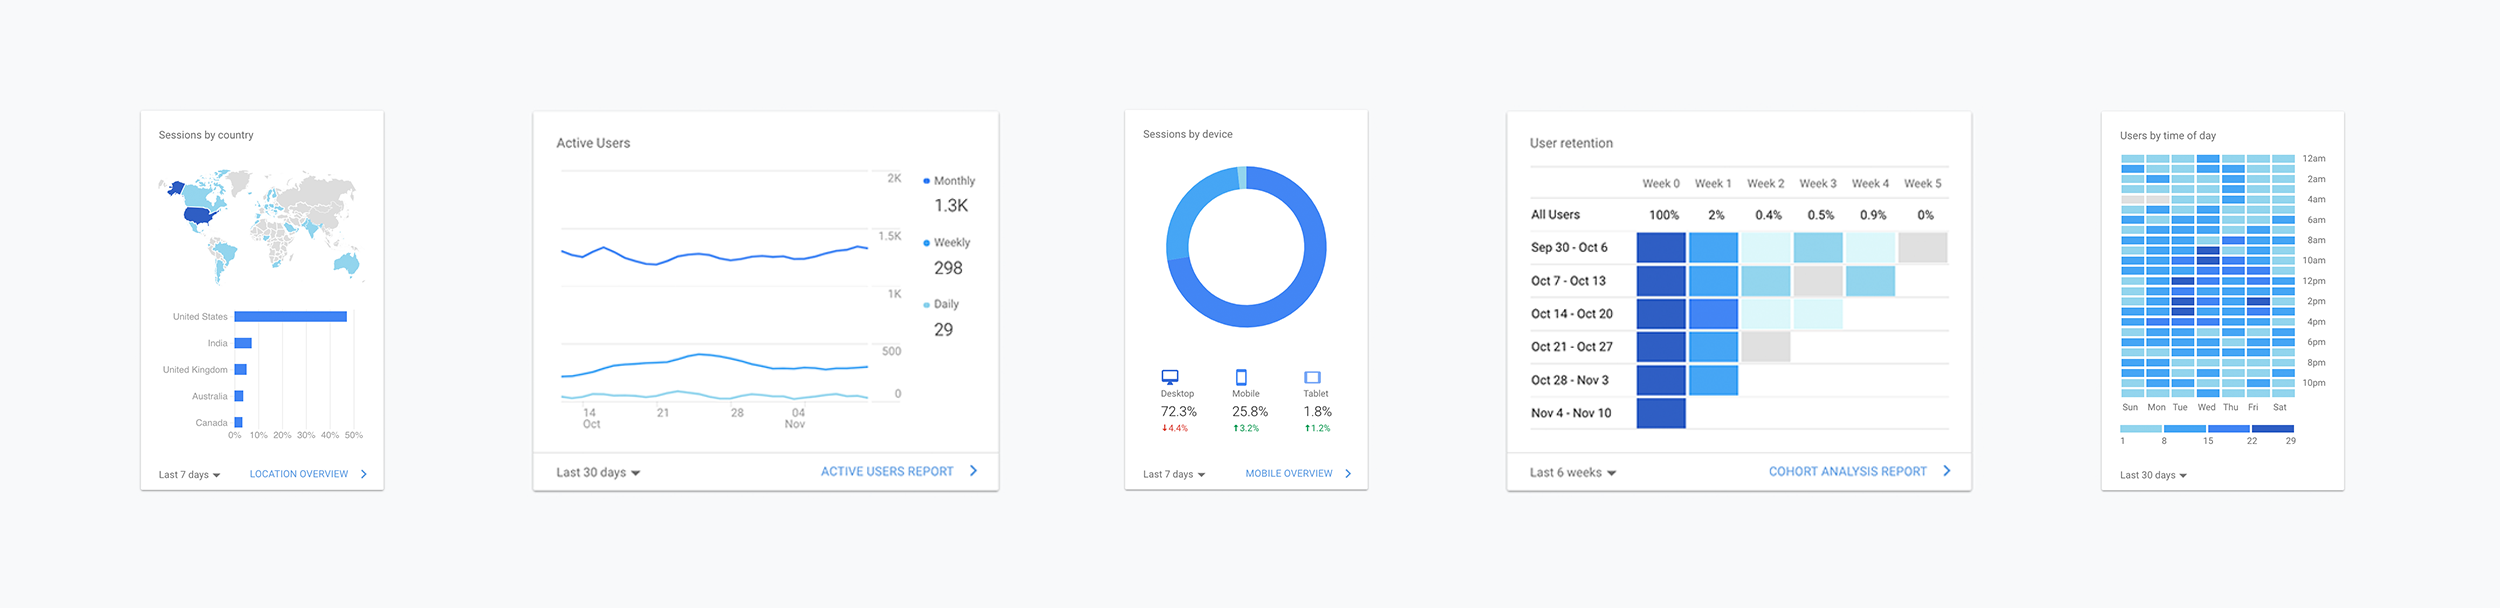 Sessions by country
United States
India
United Kingdom
Australia
Canada
0% 10% 20% 30% 40% 50%
Last 7 days LOCATION OVERVIEW
Active Users
2K
1.5K
1K
500
0
14 21 28 04
Oct Nov
Monthly
1.3K
Weekly
298
Daily
29
Last 30 days ACTIVE USERS REPORT
Sessions by device
Desktop Mobile Tablet
72.3% 25.8% 1.8%
4.4% 3.2% 1.2%
Last 7 days MOBILE OVERVIEW
User retention
Week 0 Week 1 Week 2 Week 3 Week 4 Week 5
All Users 100% 2% 0.4% 0.5% 0.9% 0%
Sep 30 - Oct 6
Oct 7 - Oct 13
Oct 14 - Oct 20
Oct 21 - Oct 27
Oct 28 - Nov 3
Nov 4 - Nov 10
Last 6 weeks COHORT ANALYSIS REPORT
Users by time of day
12am
2am
4am
6am
8am
10am
12pm
2pm
4pm
6pm
8pm
10pm
Sun Mon Tue Wed Thu Fri Sat
1 8 15 22 29
Last 30 days